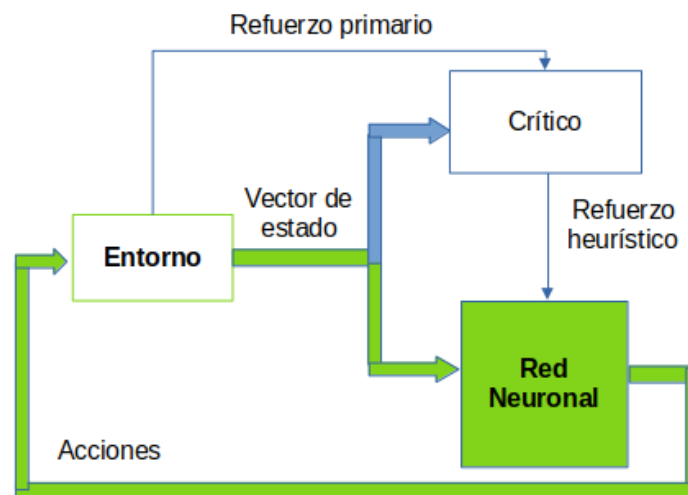 Refuerzo primario
Crítico
Vector de
estado
Refuerzo
heurístico
Entorno
Red
Neuronal
Acciones